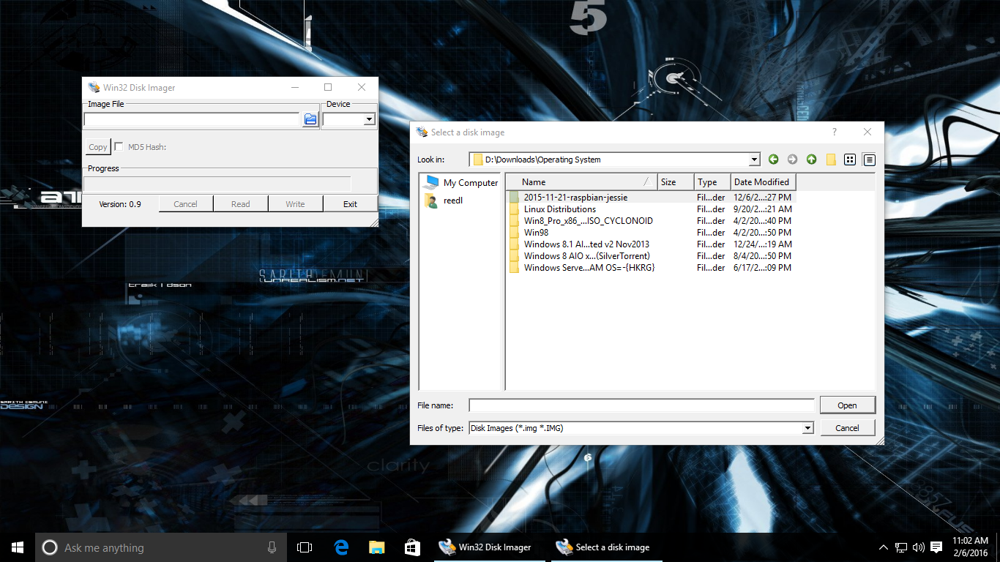 5
Win32 Disk Imager
Image File
Device
Copy
MD5 Hash:
Progress
Version: 0.9
Cancel
Read
Write
Exit
Select a disk image
?
Look in:
D:\Downloads\Operating System
My Computer
reedl
Name Size Type Date Modified
2015-11-21-raspbian-jessie Fil...der 12/6/2...:27 PM
Linux Distributions Fil...der 9/20/2...:21 AM
Win8_Pro_x86_...ISO_CYCLONOID Fil...der 4/2/20...:40 PM
Win98 Fil...der 4/2/20...:50 PM
Windows 8.1 AI...ted v2 Nov2013 Fil...der 12/24/...:19 AM
Windows 8 AIO x...(SilverTorrent) Fil...der 8/4/20...:50 PM
Windows Serve...AM OS=-{HKRG} Fil...der 6/17/2...:09 PM
File name:
Open
Files of type:
Disk Images (*.img *.IMG)
Cancel
SARITH DEMUNI
UNREALISM.NET
trajik | dson
SARITH DEMUNI
DESIGN
clarity
6
Ask me anything
Win32 Disk Imager
Select a disk image
11:02 AM
2/6/2016